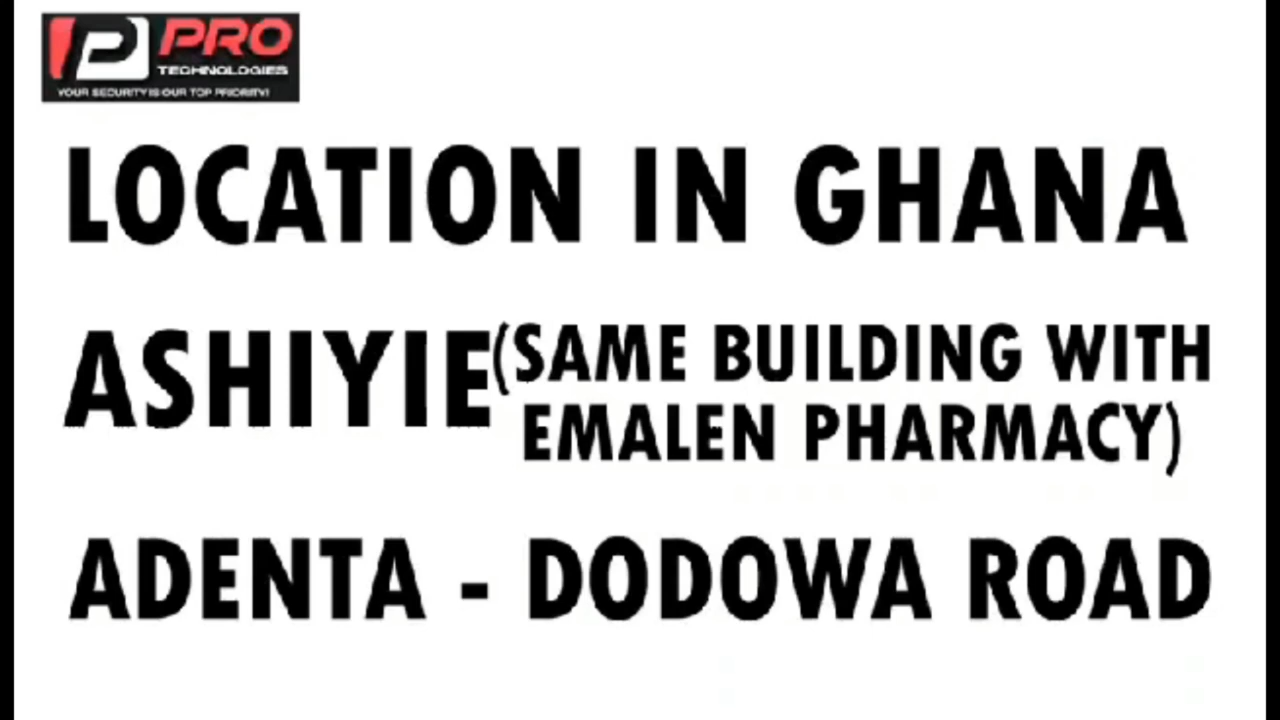 PRO
TECHNOLOGIES
YOUR SECURITY IS OUR TOP PRIORITY!
LOCATION IN GHANA
ASHIYIE (SAME BUILDING WITH
EMALEN PHARMACY)
ADENTA - DODOWA ROAD